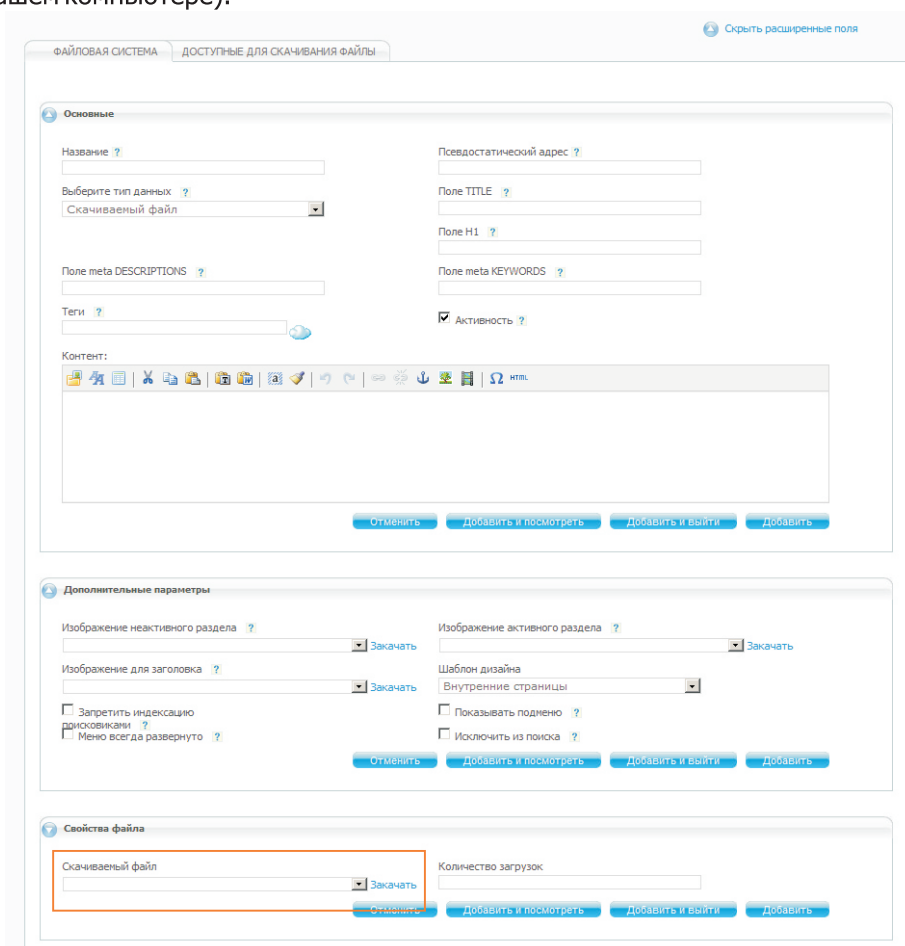 ашем компьютере).
Скрыть расширенные поля
ФАЙЛОВАЯ СИСТЕМА ДОСТУПНЫЕ ДЛЯ СКАЧИВАНИЯ ФАЙЛЫ
Основные
Название ? Псевдостатический адрес ?
Выберите тип данных ? Поле TITLE ?
Скачиваемый файл
Поле H1 ?
Поле meta DESCRIPTIONS ? Поле meta KEYWORDS ?
Теги ? Активность ?
Контент:
HTML
Отменить Добавить и посмотреть Добавить и выйти Добавить
Дополнительные параметры
Изображение неактивного раздела ? Изображение активного раздела ?
Закачать Закачать
Изображение для заголовка ? Шаблон дизайна
Закачать Внутренние страницы
Запретить индексацию Показывать подменю ?
поисковиками ?
Меню всегда развернуто ? Исключить из поиска ?
Отменить Добавить и посмотреть Добавить и выйти Добавить
Свойства файла
Скачиваемый файл Количество загрузок
Закачать
Отменить Добавить и посмотреть Добавить и выйти Добавить